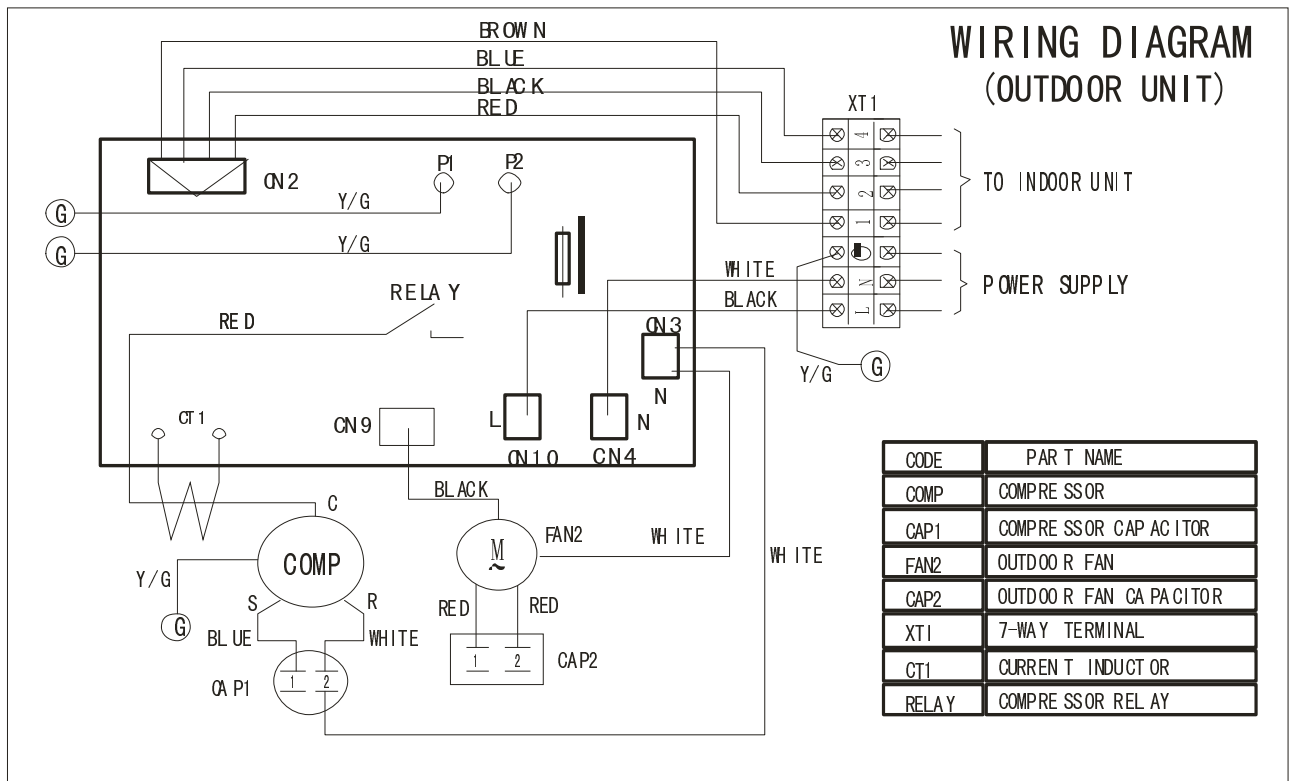 WIRING DIAGRAM
(OUTDOOR UNIT)
BROWN
BLUE
BLACK
RED
XT1
4
3
2
1
N
L
TO INDOOR UNIT
POWER SUPPLY
CN2
P1
P2
G
Y/G
G
Y/G
WHITE
BLACK
RELAY
RED
CN3
N
Y/G
G
CT1
CN9
L
CN10
N
CN4
BLACK
C
COMP
M
~
FAN2
WHITE
WHITE
Y/G
G
S
R
BLUE
WHITE
RED
RED
1
2
CAP1
1
2
CAP2
CODE PART NAME
COMP COMPRESSOR
CAP1 COMPRESSOR CAPACITOR
FAN2 OUTDOOR FAN
CAP2 OUTDOOR FAN CAPACITOR
XTI 7-WAY TERMINAL
CT1 CURRENT INDUCTOR
RELAY COMPRESSOR RELAY